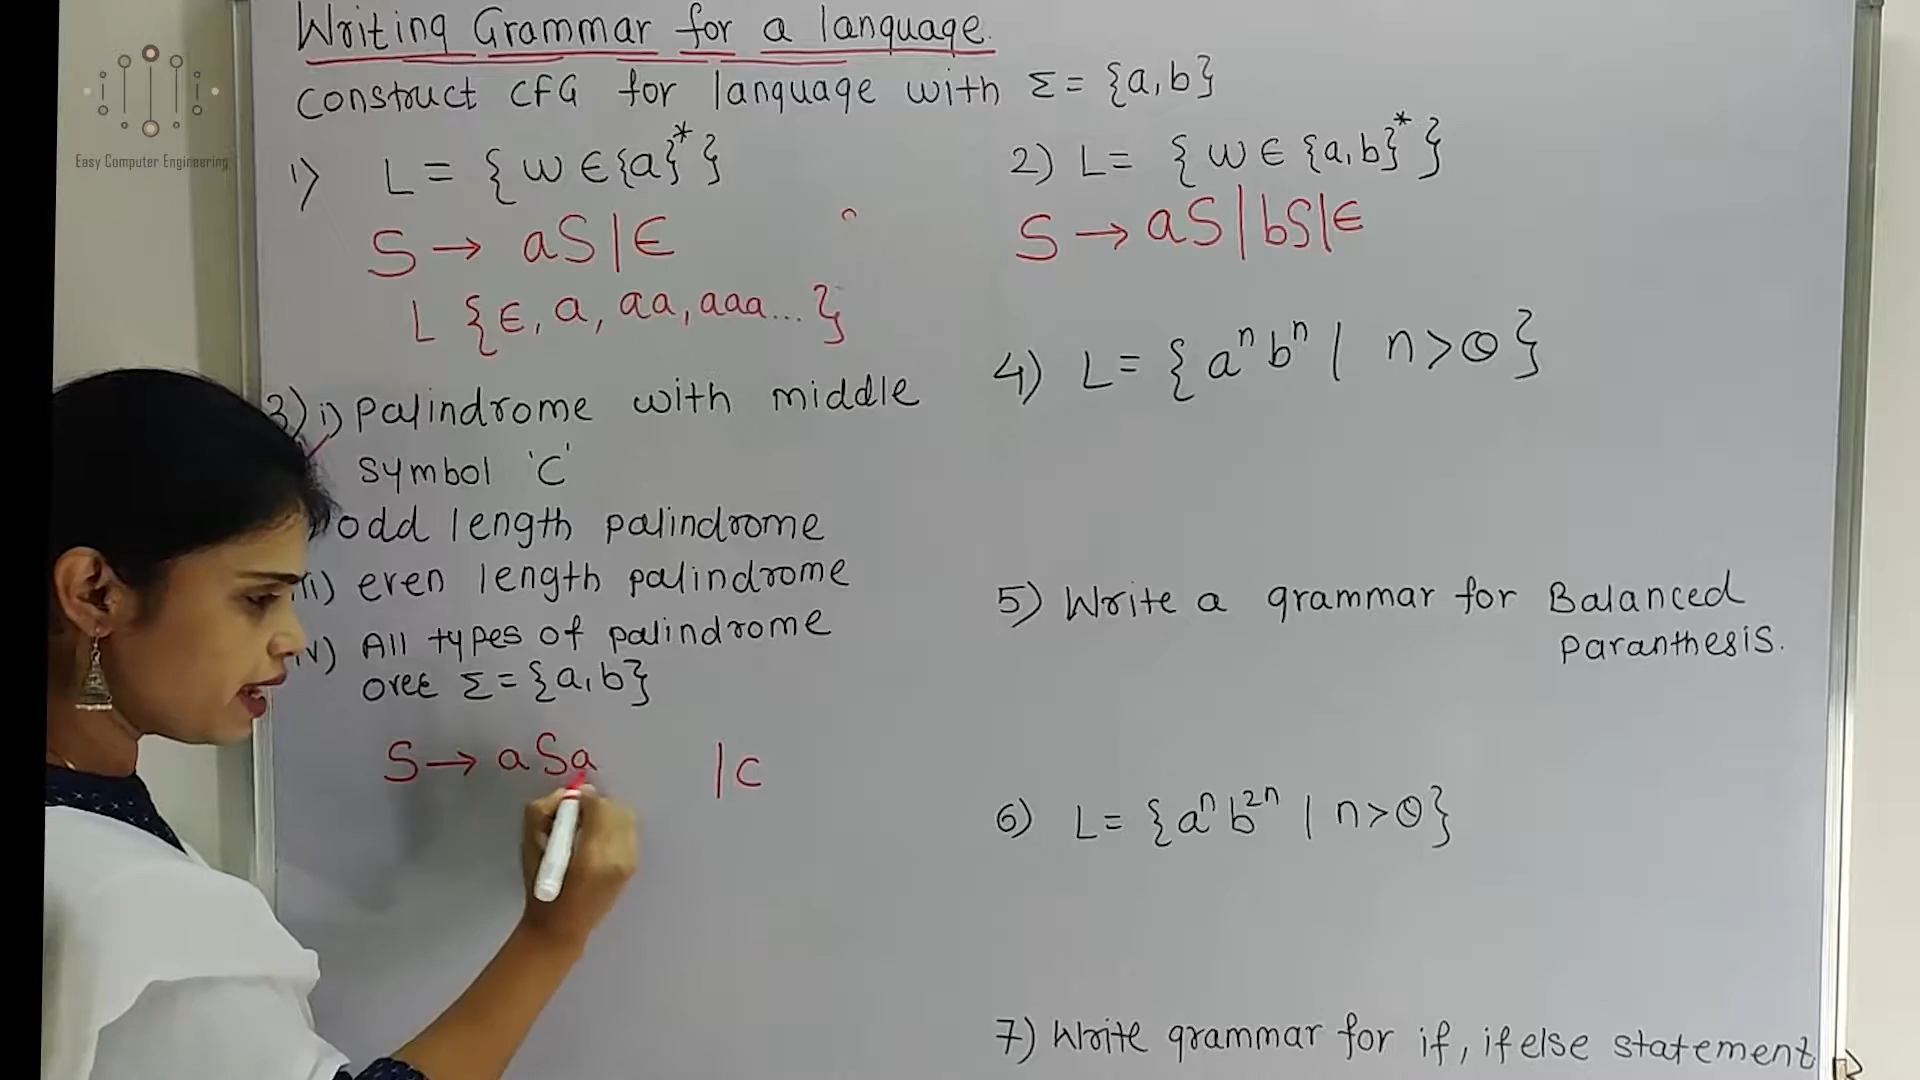 Writing Grammar for a language.
Construct CFG for language with Σ = {a,b}
Easy Computer Engineering
1) L = { w ∈ {a}* }
S → aS | ∈
L {∈, a, aa, aaa... }
3) i) Palindrome with middle
symbol 'C'
) odd length palindrome
ii) even length palindrome
iv) All types of palindrome
over Σ = {a,b}
S → aSa | c
2) L = { w ∈ {a,b}* }
S → aS | bS | ∈
4) L = { aⁿ bⁿ | n > 0 }
5) Write a grammar for Balanced
paranthesis.
6) L = { aⁿ b²ⁿ | n > 0 }
7) Write grammar for if, if else statement